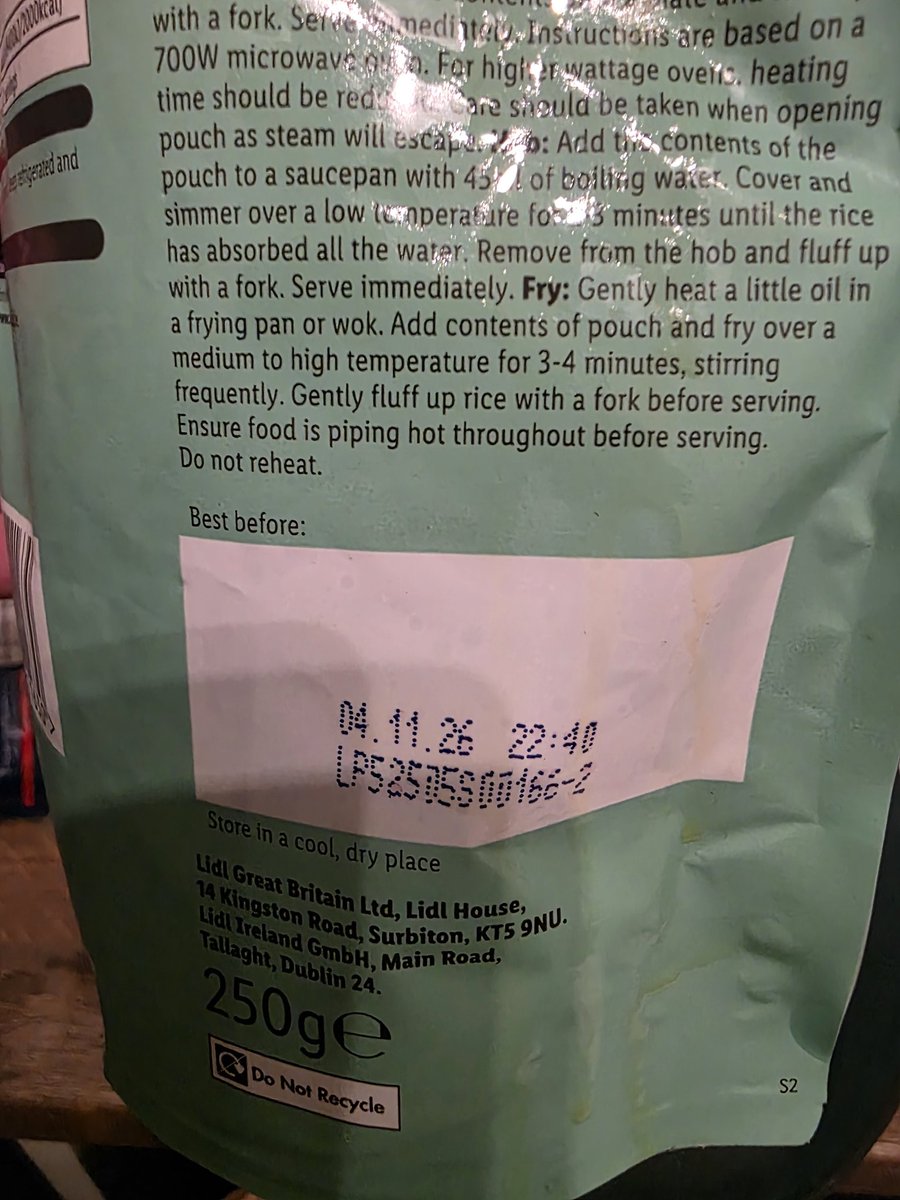 with a fork. Serve immediately. Instructions are based on a
700W microwave oven. For higher wattage ovens, heating
time should be reduced. Care should be taken when opening
pouch as steam will escape. Hob: Add the contents of the
pouch to a saucepan with of boiling water. Cover and
simmer over a low temperature for minutes until the rice
has absorbed all the water. Remove from the hob and fluff up
with a fork. Serve immediately. Fry: Gently heat a little oil in
a frying pan or wok. Add contents of pouch and fry over a
medium to high temperature for 3-4 minutes, stirring
frequently. Gently fluff up rice with a fork before serving.
Ensure food is piping hot throughout before serving.
Do not reheat.
refrigerated and
Best before:
04.11.26 22:40
Store in a cool, dry place
Lidl Great Britain Ltd, Lidl House,
14 Kingston Road, Surbiton, KT5 9NU.
Lidl Ireland GmbH, Main Road,
Tallaght, Dublin 24.
250g℮
Do Not Recycle
S2